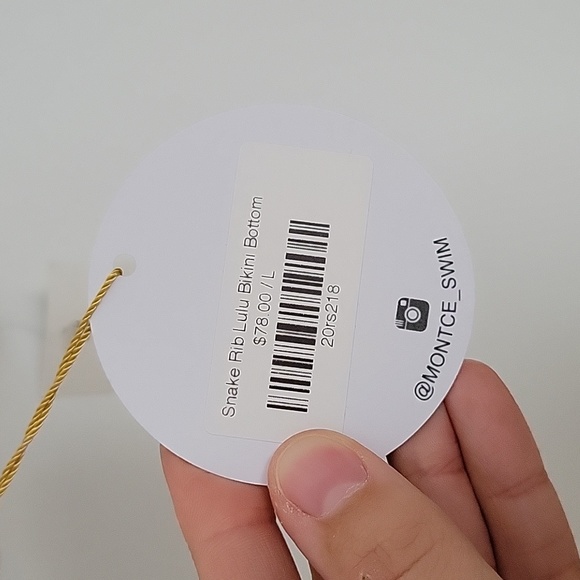 Snake Rib Lulu Bikini Bottom
$78.00 / L
20rs218
@MONTCE_SWIM